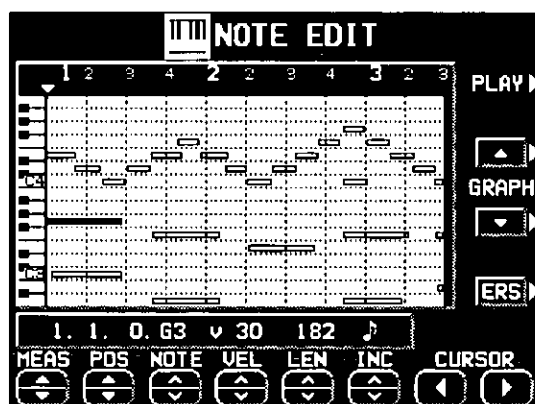 NOTE EDIT
1 2 3 4 2 2 3 4 3 2 3
PLAY
C4
GRAPH
C3
ERS
1. 1. 0. G3 v 30 182 ♪
MEAS POS NOTE VEL LEN INC CURSOR